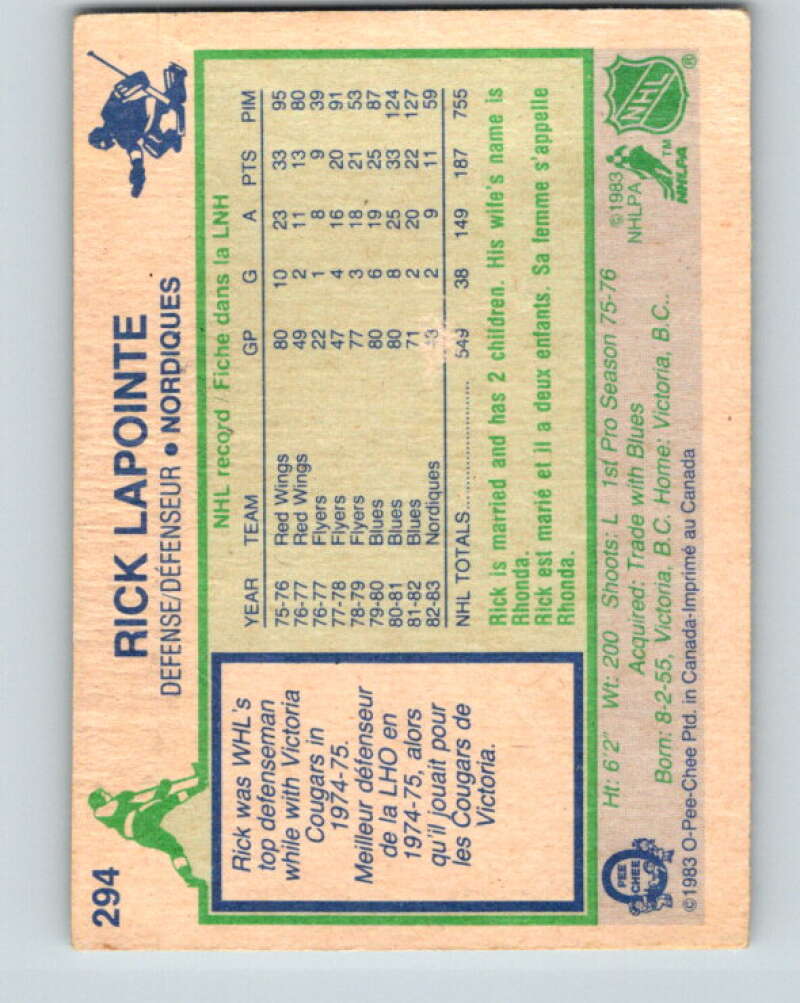 294
RICK LAPOINTE
DEFENSE/DÉFENSEUR • NORDIQUES
Rick was WHL's
top defenseman
while with Victoria
Cougars in
1974-75.
Meilleur défenseur
de la LHO en
1974-75, alors
qu'il jouait pour
les Cougars de
Victoria.
NHL record / Fiche dans la LNH
YEAR TEAM GP G A PTS PIM
75-76 Red Wings 80 10 23 33 95
76-77 Red Wings 49 2 11 13 80
76-77 Flyers 22 1 8 9 39
77-78 Flyers 47 4 16 20 91
78-79 Flyers 77 3 18 21 53
79-80 Blues 80 6 19 25 87
80-81 Blues 80 8 25 33 124
81-82 Blues 71 2 20 22 127
82-83 Nordiques 43 2 9 11 59
NHL TOTALS................... 549 38 149 187 755
Rick is married and has 2 children. His wife's name is
Rhonda.
Rick est marié et il a deux enfants. Sa femme s'appelle
Rhonda.
Ht: 6'2" Wt: 200 Shoots: L 1st Pro Season 75-76
Acquired: Trade with Blues
Born: 8-2-55, Victoria, B.C. Home: Victoria, B.C..
©1983
NHLPA
NHL
®
TM
NHLPA
O
PEE
CHEE
©1983 O-Pee-Chee Ptd. in Canada-Imprimé au Canada